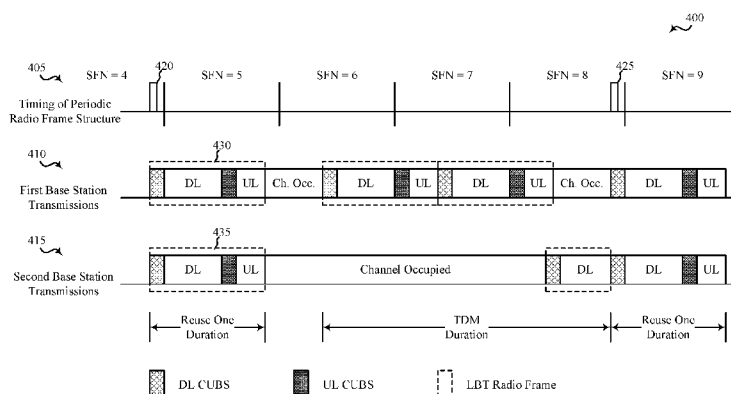 400
405
SFN = 4
420
SFN = 5
SFN = 6
SFN = 7
SFN = 8
425
SFN = 9
Timing of Periodic
Radio Frame Structure
410
430
First Base Station
Transmissions
DL
UL
Ch. Occ.
DL
UL
DL
UL
Ch. Occ.
DL
UL
415
435
Second Base Station
Transmissions
DL
UL
Channel Occupied
DL
DL
UL
Reuse One
Duration
TDM
Duration
Reuse One
Duration
DL CUBS
UL CUBS
LBT Radio Frame